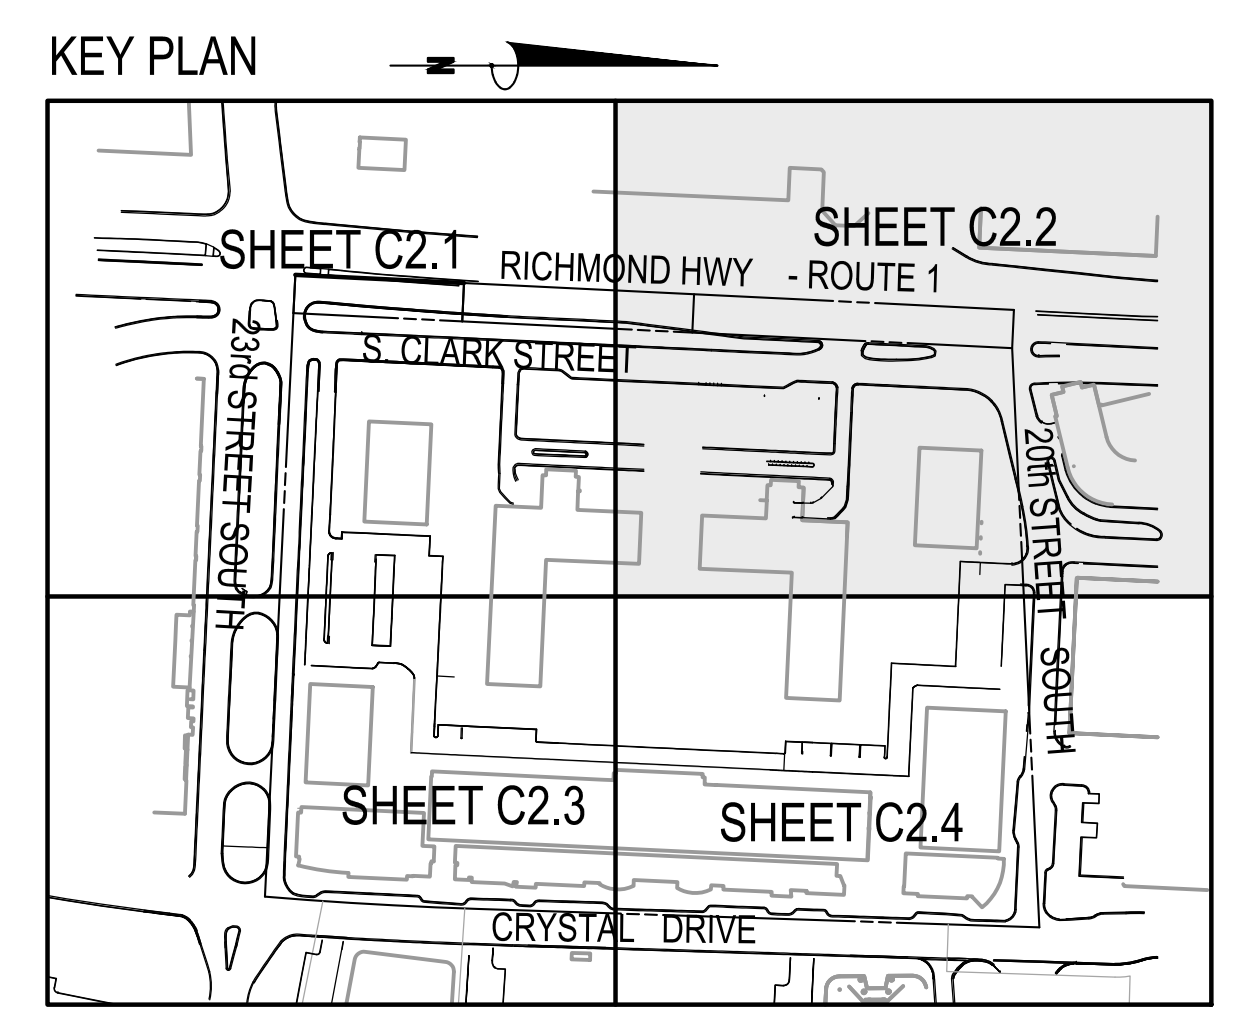 KEY PLAN
N
SHEET C2.1
SHEET C2.2
RICHMOND HWY - ROUTE 1
S. CLARK STREET
23rd STREET SOUTH
20th STREET SOUTH
SHEET C2.3
SHEET C2.4
CRYSTAL DRIVE